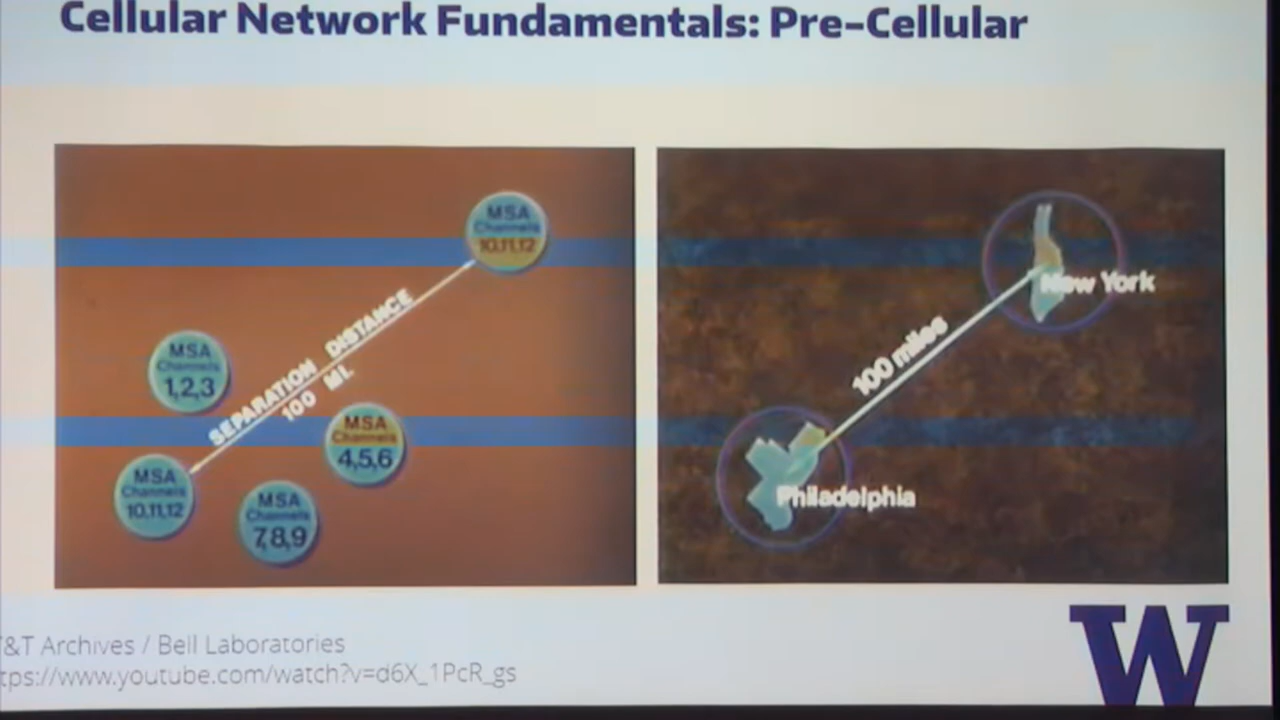 Cellular Network Fundamentals: Pre-Cellular
MSA
Channels
10,11,12
SEPARATION DISTANCE
100 MI.
MSA
Channels
1,2,3
MSA
Channels
4,5,6
MSA
Channels
10,11,12
MSA
Channels
7,8,9
New York
100 miles
Philadelphia
T&T Archives / Bell Laboratories
tps://www.youtube.com/watch?v=d6X_1PcR_gs
W